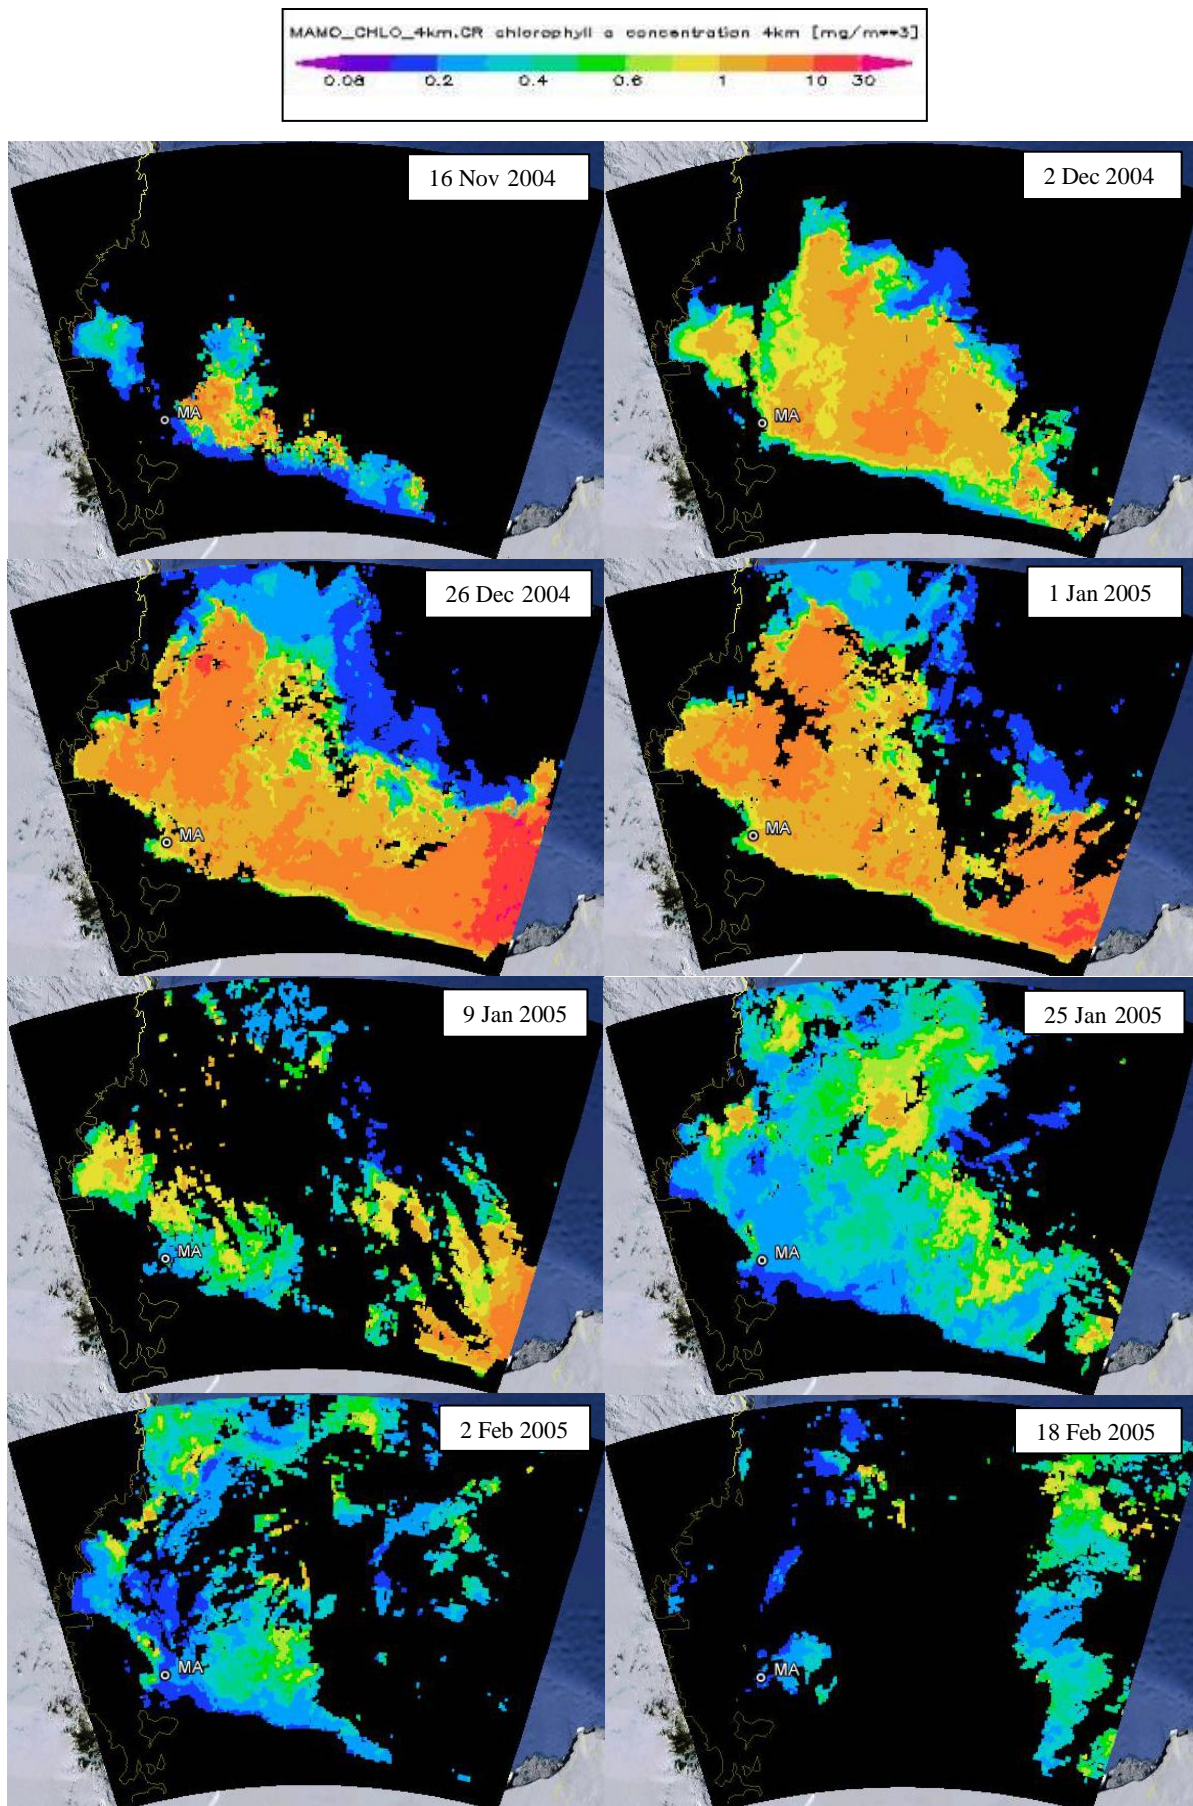 MAMO_CHLO_4km.CR chlorophyll a concentration 4km [mg/m**3]
0.08 0.2 0.4 0.6 1 10 30
16 Nov 2004
2 Dec 2004
MA
MA
26 Dec 2004
1 Jan 2005
MA
MA
9 Jan 2005
25 Jan 2005
MA
MA
2 Feb 2005
18 Feb 2005
MA
MA